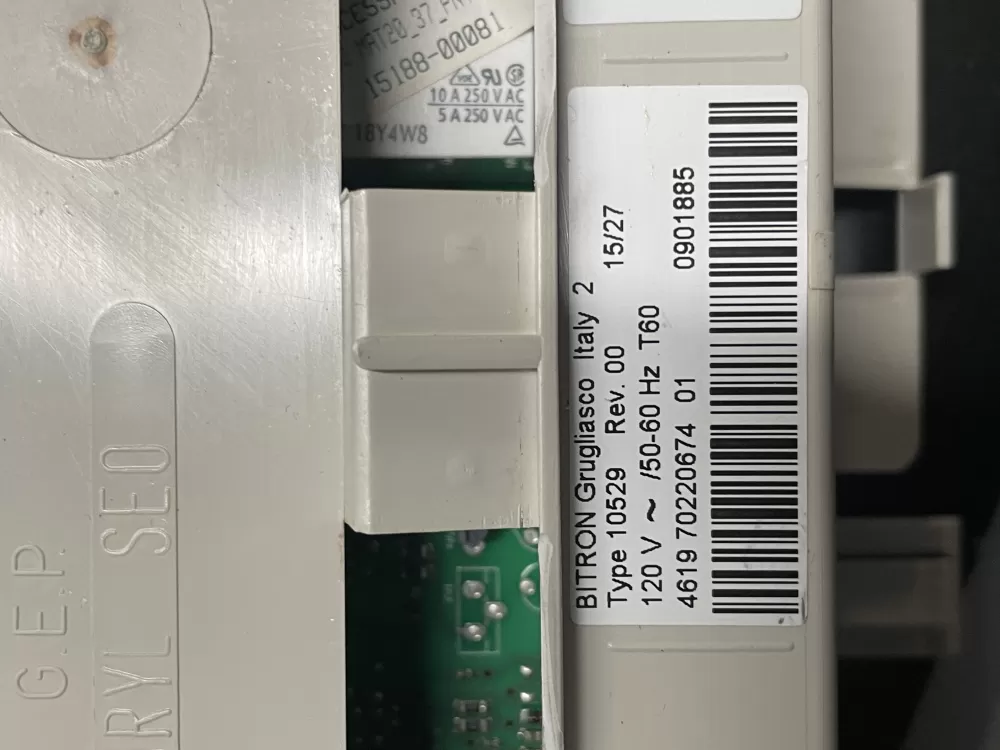 BITRON Grugliasco Italy 2
Type 10529 Rev. 00 15/27
120 V ~ /50-60 Hz T60
4619 70220674 01 0901885
MAT20_37
15188-00081
10 A 250 V AC
5 A 250 V AC
18Y4W8
G.E.P.
RYL SEO